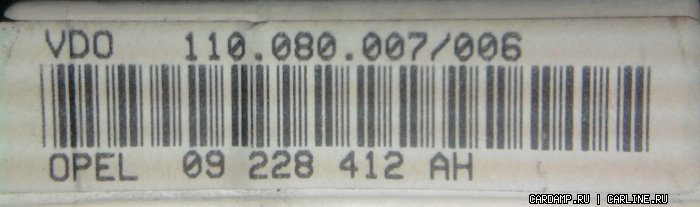 VDO 110.080.007/006
OPEL 09 228 412 AH
CARDAMP.RU | CARLINE.RU